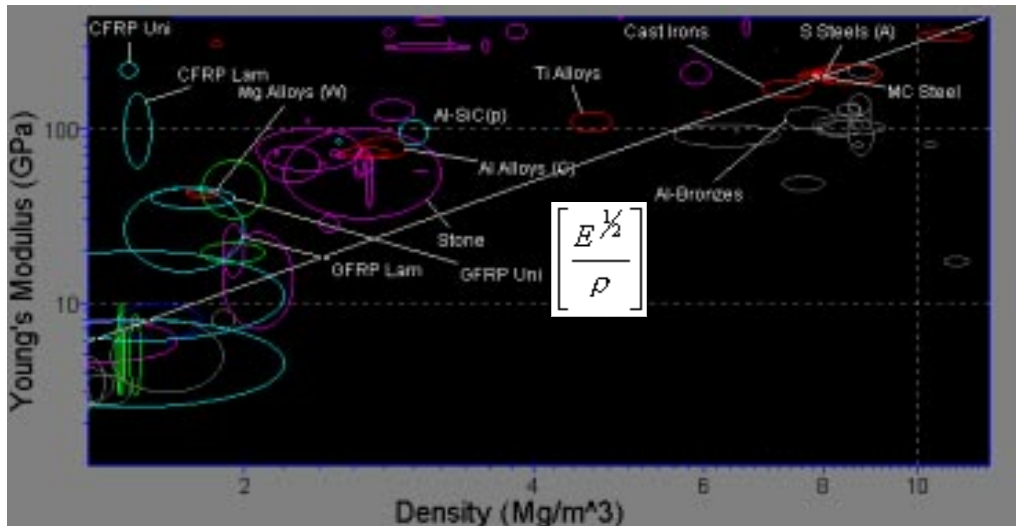 CFRP Uni
Cast Irons
S Steels (A)
CFRP Lam
Mg Alloys (W)
Ti Alloys
MC Steel
Al-SiC(p)
100
Al Alloys (G)
Al-Bronzes
Stone
GFRP Lam
GFRP Uni
E^½
ρ
10
Young's Modulus (GPa)
2
4
6
8
10
Density (Mg/m^3)